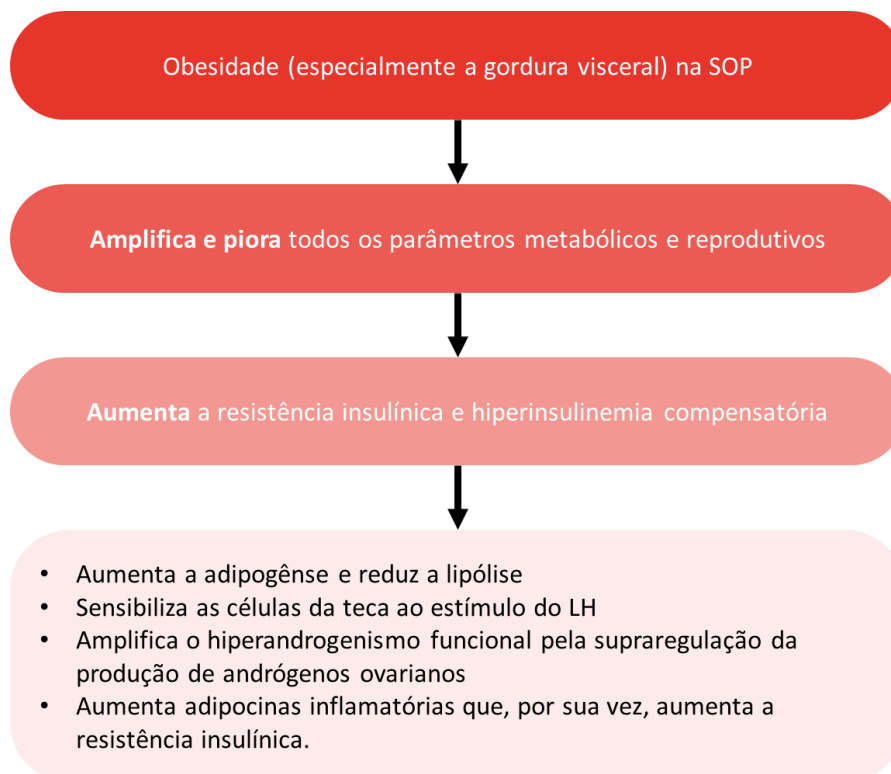 Obesidade (especialmente a gordura visceral) na SOP
Amplifica e piora todos os parâmetros metabólicos e reprodutivos
Aumenta a resistência insulínica e hiperinsulinemia compensatória
• Aumenta a adipogênse e reduz a lipólise
• Sensibiliza as células da teca ao estímulo do LH
• Amplifica o hiperandrogenismo funcional pela supraregulação da
produção de andrógenos ovarianos
• Aumenta adipocinas inflamatórias que, por sua vez, aumenta a
resistência insulínica.